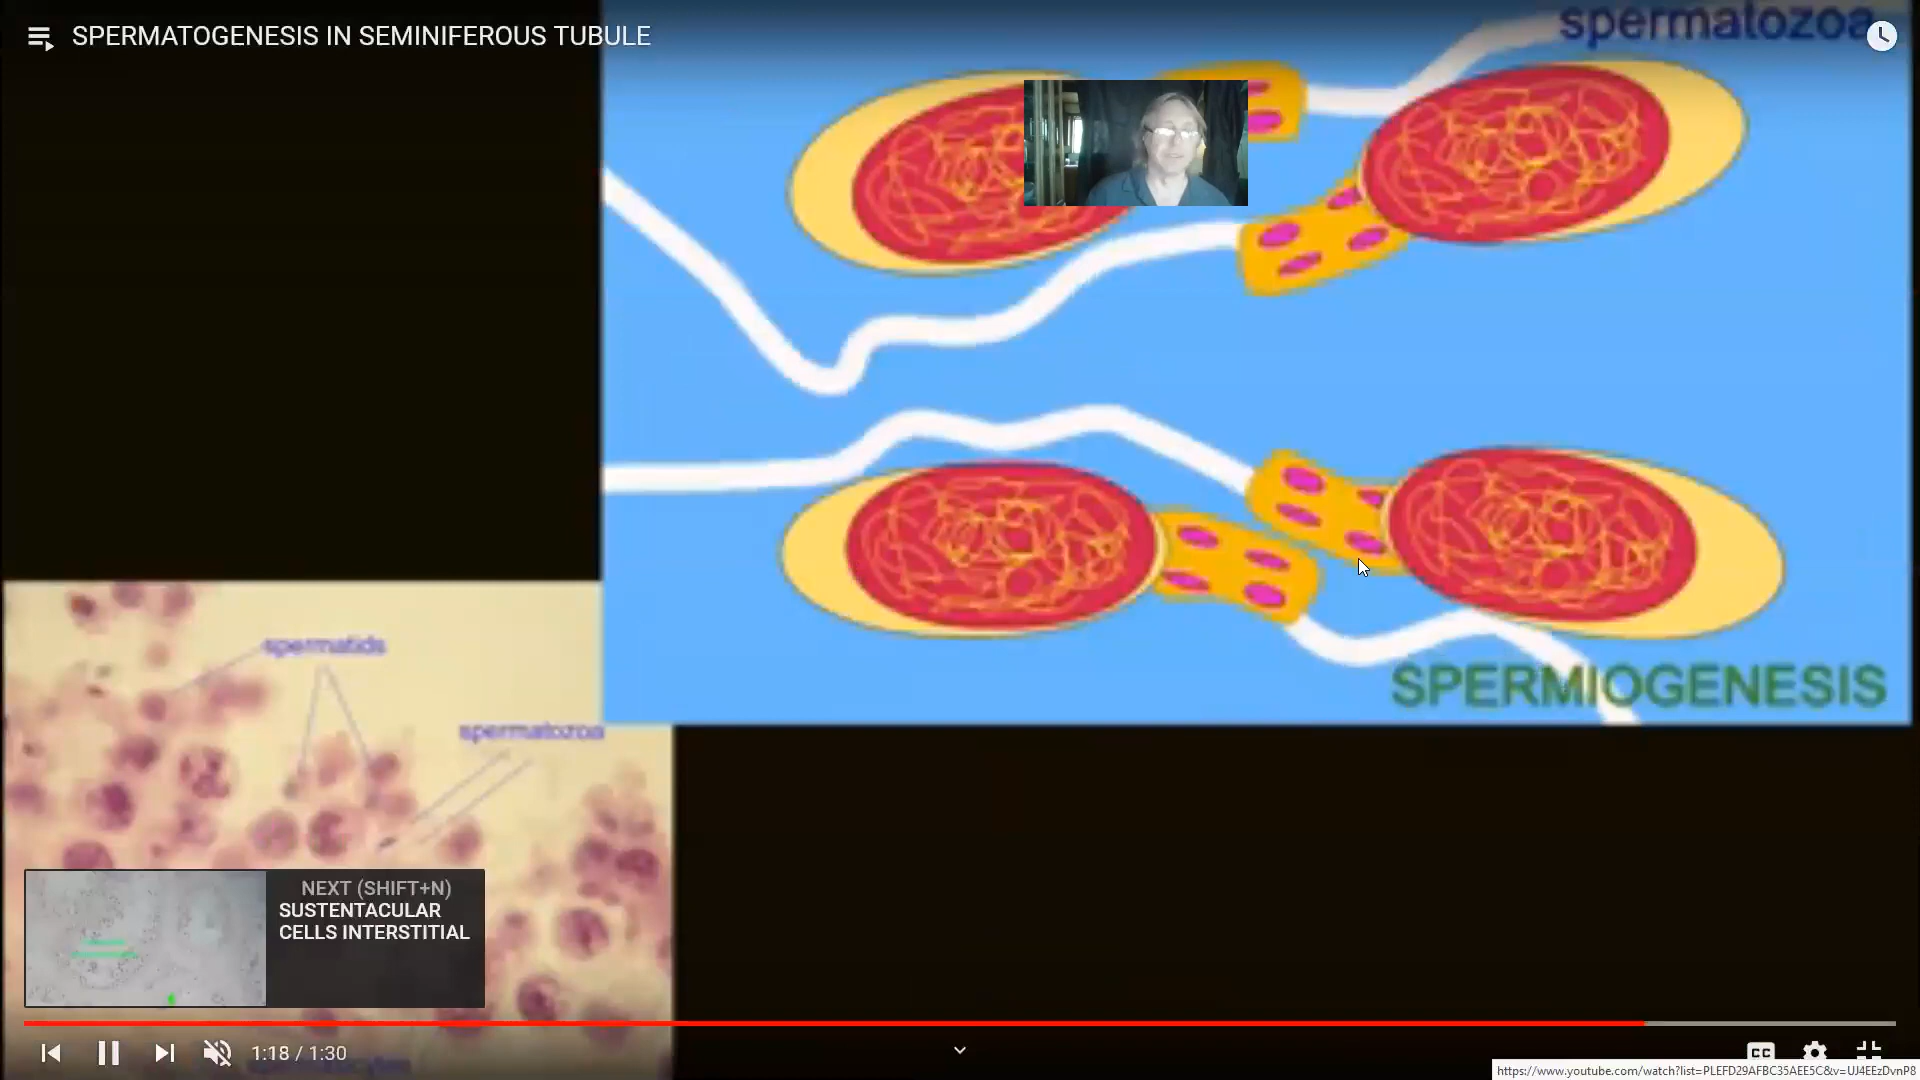 SPERMATOGENESIS IN SEMINIFEROUS TUBULE
spermatozoa
SPERMIOGENESIS
spermatids
spermatozoa
NEXT (SHIFT+N)
SUSTENTACULAR
CELLS INTERSTITIAL
1:18 / 1:30
CC
https://www.youtube.com/watch?list=PLEFD29AFBC35AEE5C&v=UJ4EEzDvnP8